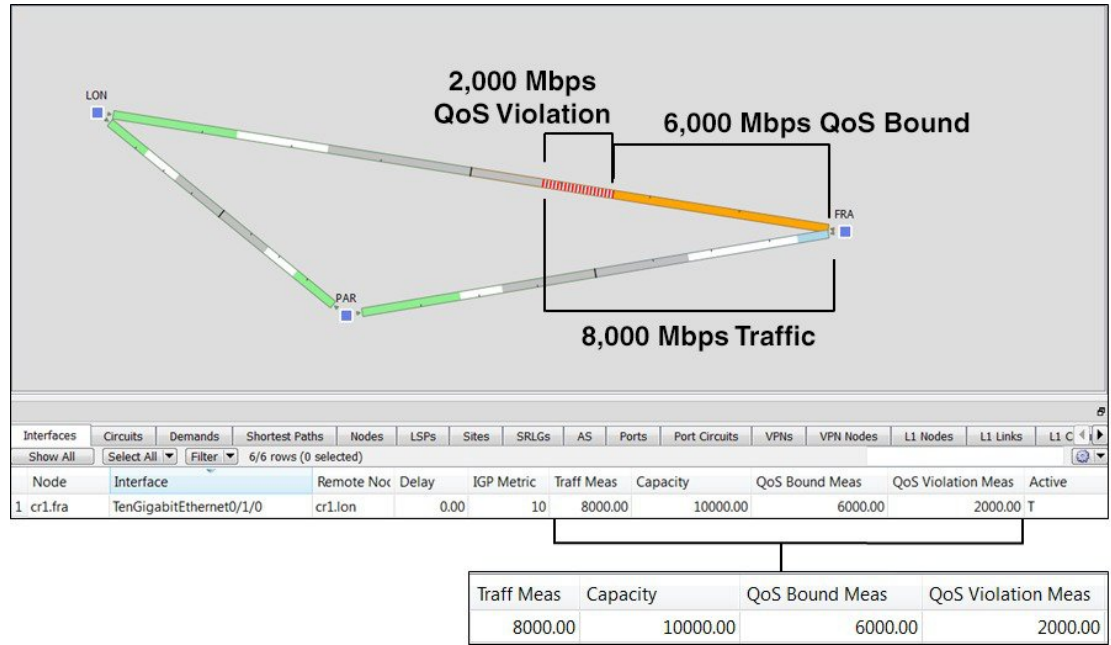 LON
2,000 Mbps
QoS Violation
6,000 Mbps QoS Bound
FRA
PAR
8,000 Mbps Traffic
Interfaces Circuits Demands Shortest Paths Nodes LSPs Sites SRLGs AS Ports Port Circuits VPNs VPN Nodes L1 Nodes L1 Links L1 C
Show All Select All Filter 6/6 rows (0 selected)
Node Interface Remote Noc Delay IGP Metric Traff Meas Capacity QoS Bound Meas QoS Violation Meas Active
1 cr1.fra TenGigabitEthernet0/1/0 cr1.lon 0.00 10 8000.00 10000.00 6000.00 2000.00 T
Traff Meas Capacity QoS Bound Meas QoS Violation Meas
8000.00 10000.00 6000.00 2000.00